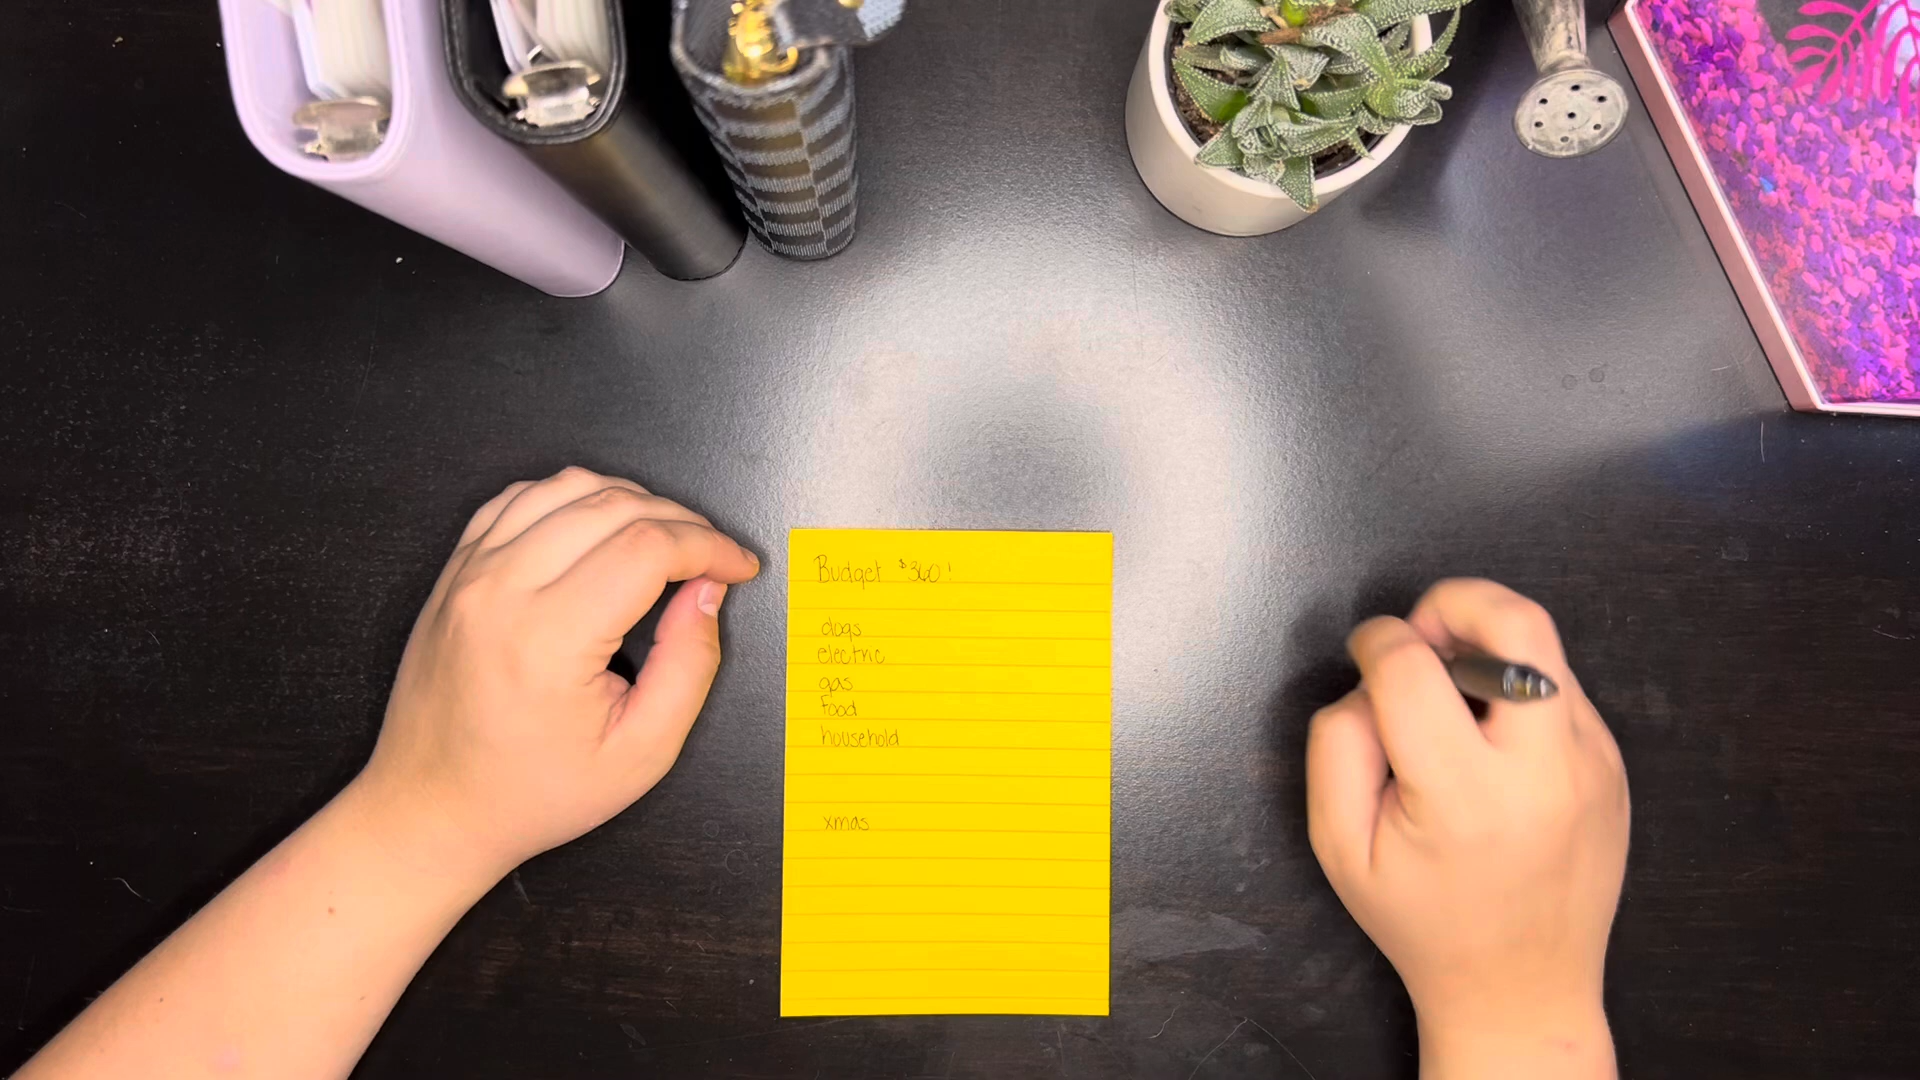 Budget $360!
dogs
electric
gas
food
household
xmas